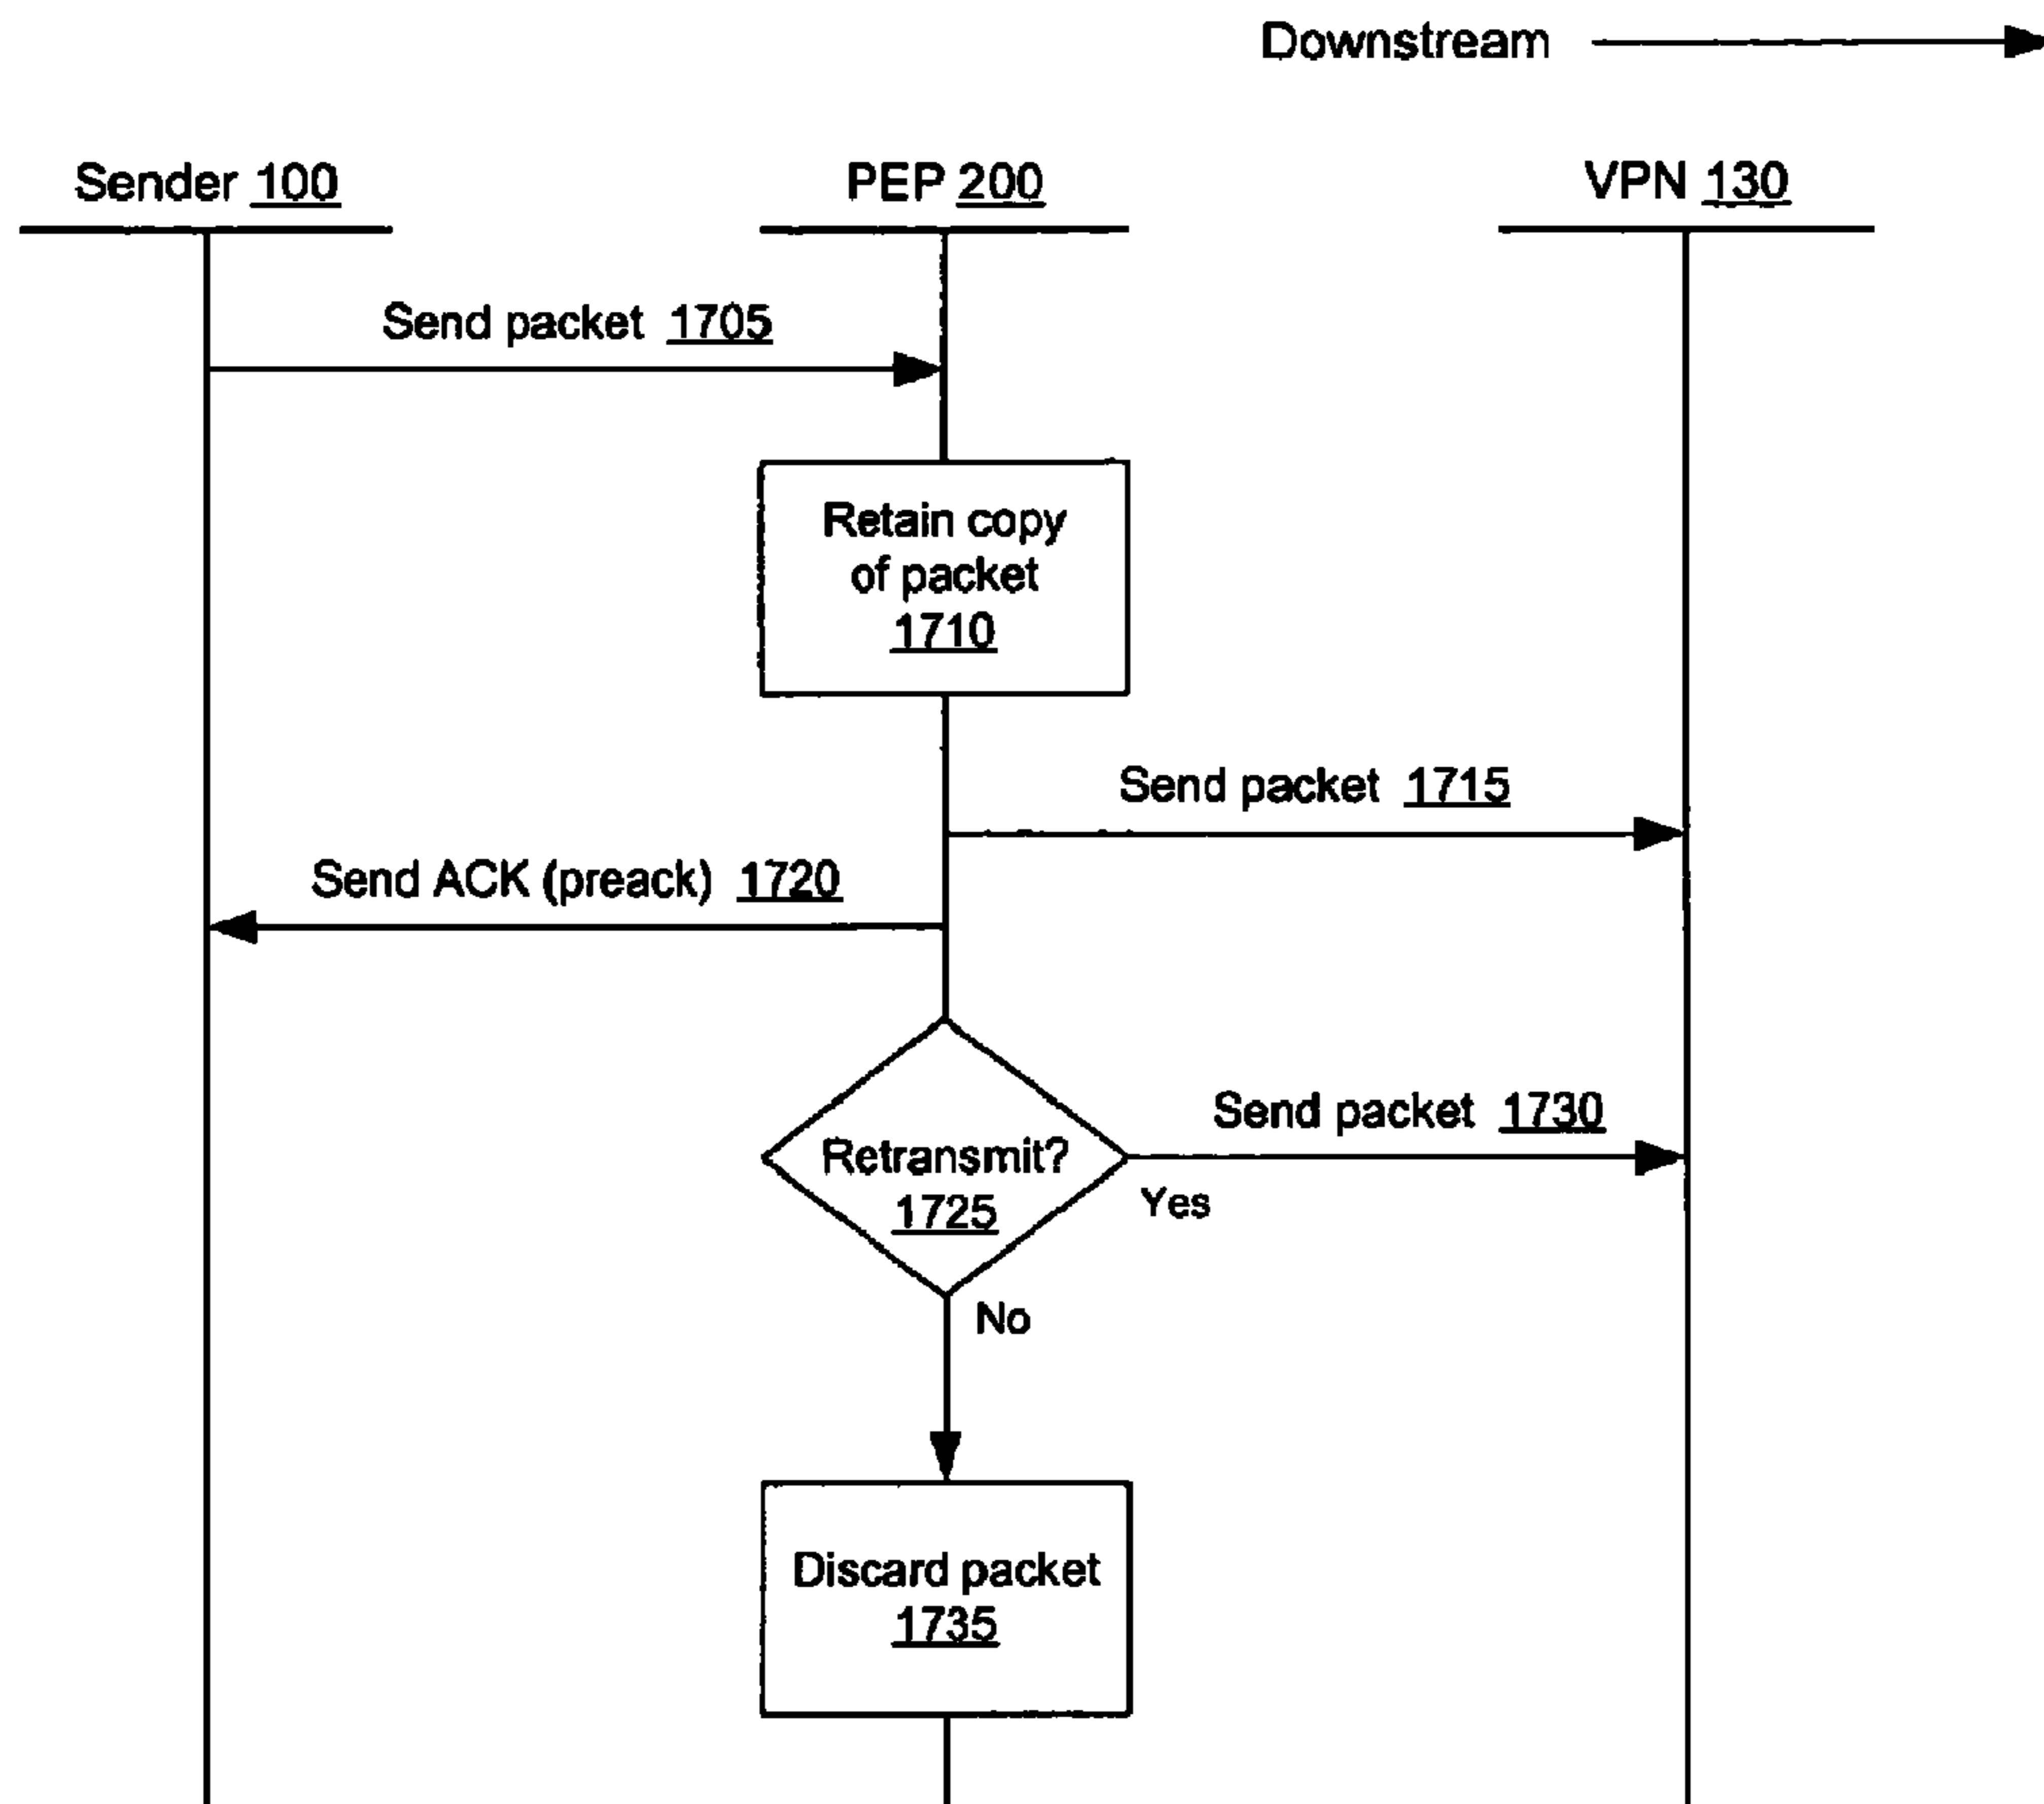 Downstream
Sender 100
PEP 200
VPN 130
Send packet 1705
Retain copy
of packet
1710
Send packet 1715
Send ACK (preack) 1720
Send packet 1730
Retransmit?
1725
Yes
No
Discard packet
1735